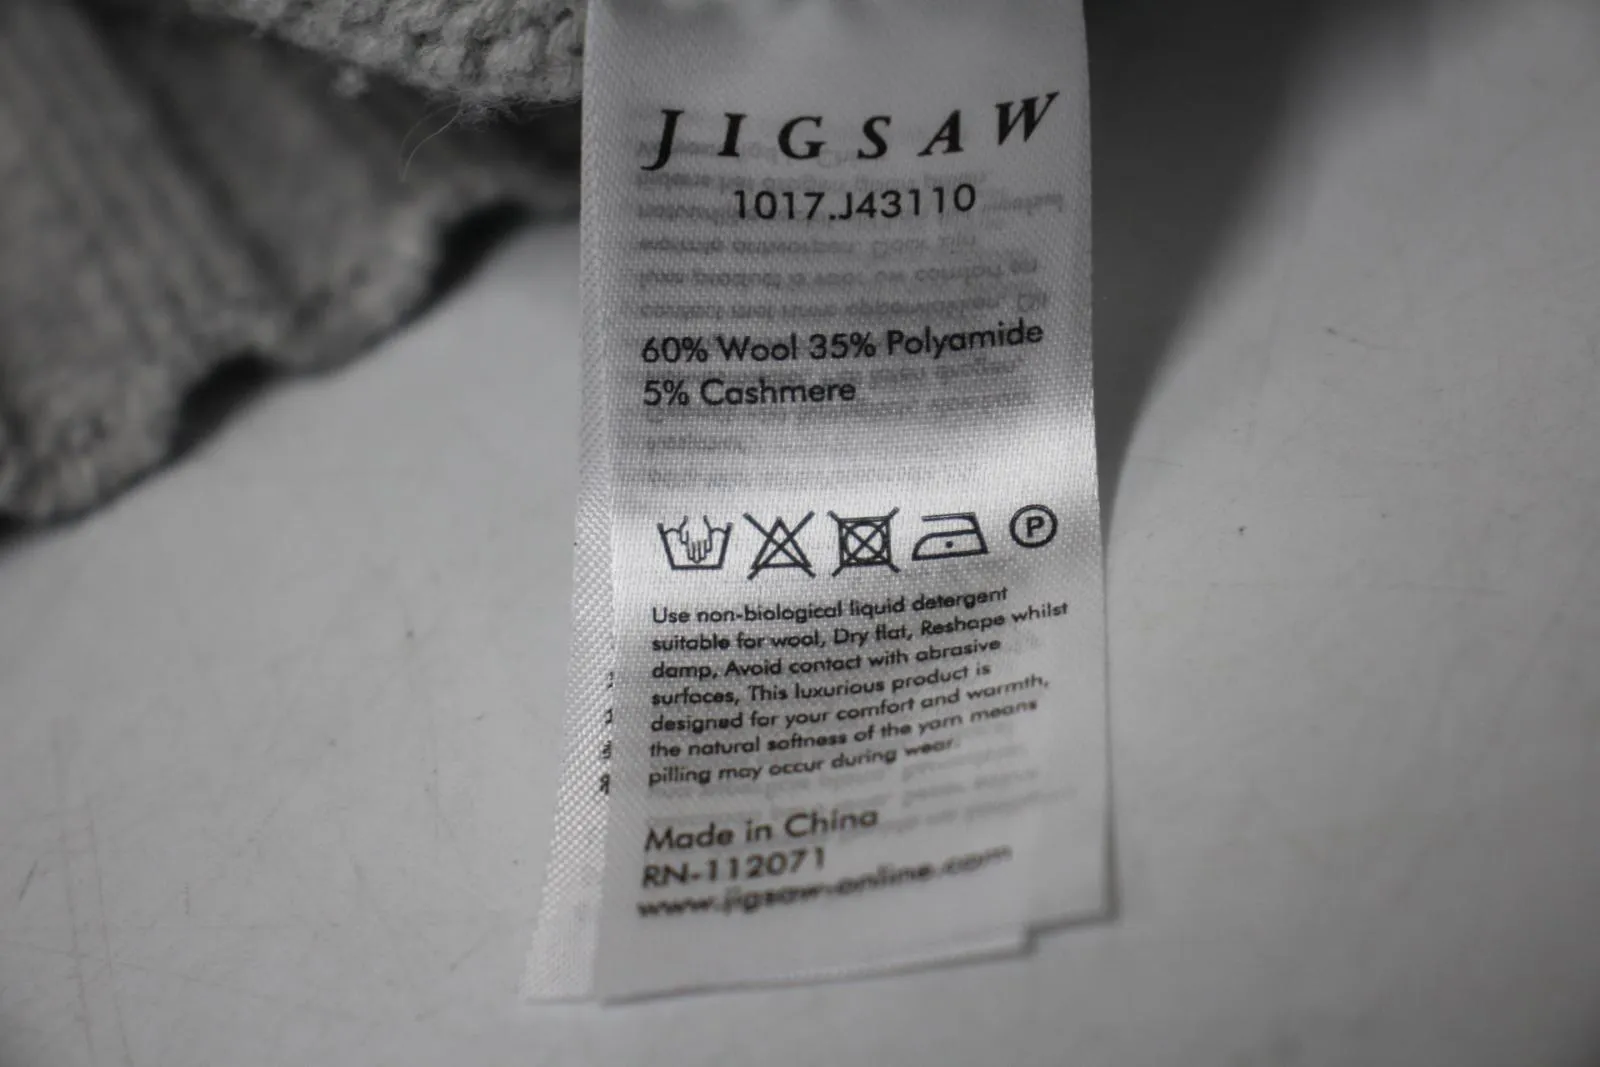 JIGSAW
1017.J43110
60% Wool 35% Polyamide
5% Cashmere
P
Use non-biological liquid detergent
suitable for wool, Dry flat, Reshape whilst
damp, Avoid contact with abrasive
surfaces, This luxurious product is
designed for your comfort and warmth,
the natural softness of the yarn means
pilling may occur during wear.
Made in China
RN-112071
www.jigsaw-online.com